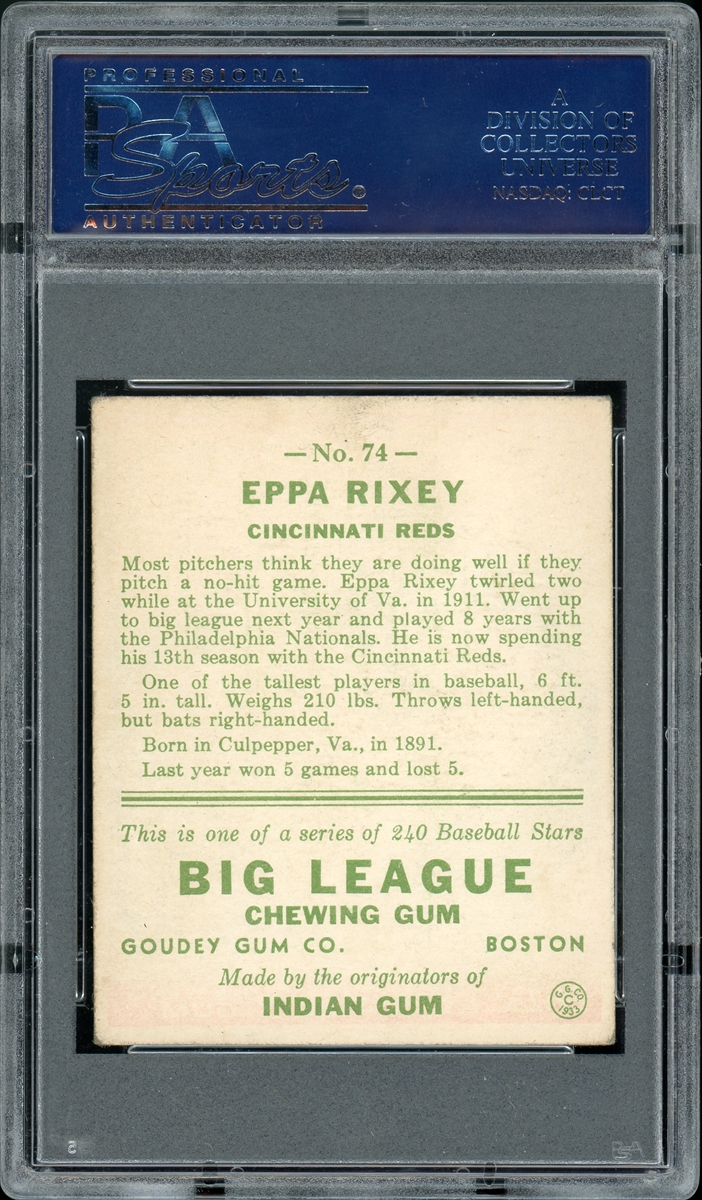 PROFESSIONAL
PSA
Sports
AUTHENTICATOR
A
DIVISION OF
COLLECTORS
UNIVERSE
NASDAQ: CLCT
— No. 74 —
EPPA RIXEY
CINCINNATI REDS
Most pitchers think they are doing well if they
pitch a no-hit game. Eppa Rixey twirled two
while at the University of Va. in 1911. Went up
to big league next year and played 8 years with
the Philadelphia Nationals. He is now spending
his 13th season with the Cincinnati Reds.
One of the tallest players in baseball, 6 ft.
5 in. tall. Weighs 210 lbs. Throws left-handed,
but bats right-handed.
Born in Culpepper, Va., in 1891.
Last year won 5 games and lost 5.
This is one of a series of 240 Baseball Stars
BIG LEAGUE
CHEWING GUM
GOUDEY GUM CO. BOSTON
Made by the originators of
INDIAN GUM
G. G. CO.
C
1933
PSA